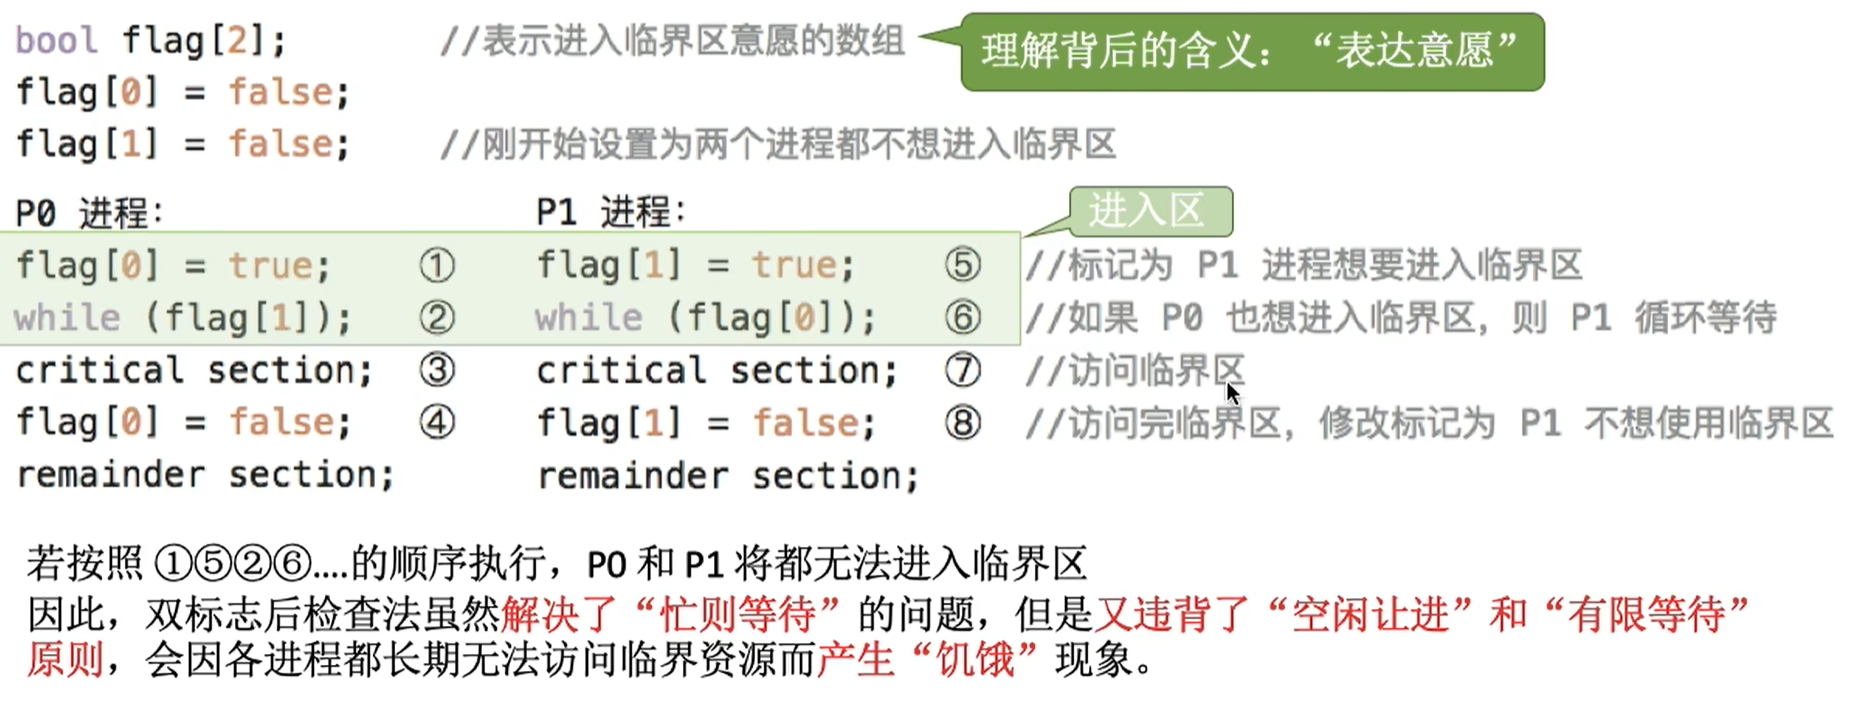 bool flag[2]; //表示进入临界区意愿的数组 理解背后的含义：“表达意愿”
flag[0] = false;
flag[1] = false; //刚开始设置为两个进程都不想进入临界区
P0 进程: P1 进程: 进入区
flag[0] = true; ① flag[1] = true; ⑤ //标记为 P1 进程想要进入临界区
while (flag[1]); ② while (flag[0]); ⑥ //如果 P0 也想进入临界区，则 P1 循环等待
critical section; ③ critical section; ⑦ //访问临界区
flag[0] = false; ④ flag[1] = false; ⑧ //访问完临界区，修改标记为 P1 不想使用临界区
remainder section; remainder section;
若按照 ①⑤②⑥....的顺序执行，P0 和 P1 将都无法进入临界区
因此，双标志后检查法虽然解决了“忙则等待”的问题，但是又违背了“空闲让进”和“有限等待”
原则，会因各进程都长期无法访问临界资源而产生“饥饿”现象。